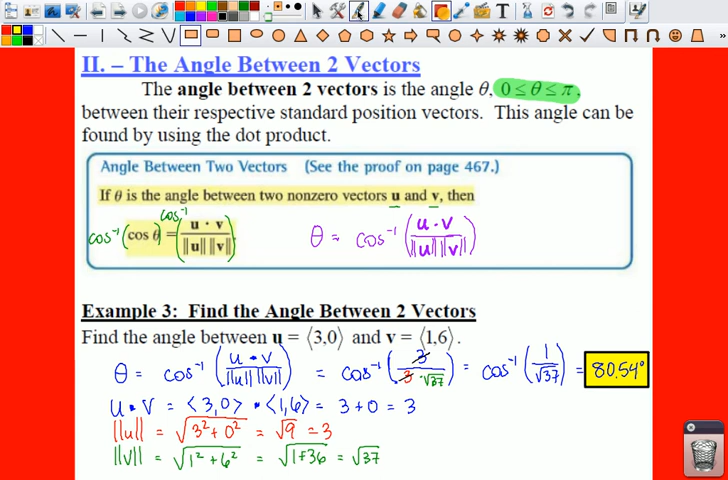 II. – The Angle Between 2 Vectors
The angle between 2 vectors is the angle θ, 0 ≤ θ ≤ π,
between their respective standard position vectors. This angle can be
found by using the dot product.
Angle Between Two Vectors (See the proof on page 467.)
If θ is the angle between two nonzero vectors u and v, then
cos⁻¹(cos θ) = cos⁻¹(u · v / ‖u‖ ‖v‖). θ = cos⁻¹(u · v / ‖u‖ ‖v‖)
Example 3: Find the Angle Between 2 Vectors
Find the angle between u = ⟨3,0⟩ and v = ⟨1,6⟩.
θ = cos⁻¹(u · v / ‖u‖ ‖v‖) = cos⁻¹(3 / 3 · √37) = cos⁻¹(1 / √37) = 80.54°
u · v = <3,0> · <1,6> = 3 + 0 = 3
‖u‖ = √(3² + 0²) = √9 = 3
‖v‖ = √(1² + 6²) = √(1+36) = √37